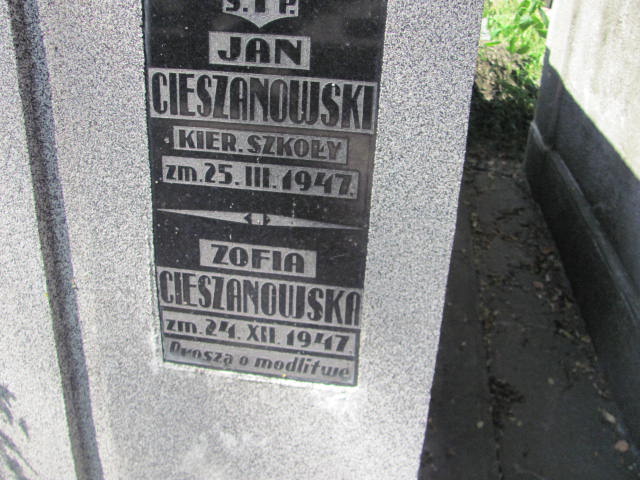 Ś.†P.
JAN
CIESZANOWSKI
KIER. SZKOŁY
zm. 25. III. 1947.
ZOFIA
CIESZANOWSKA
zm. 24. XII. 1947.
Proszą o modlitwę